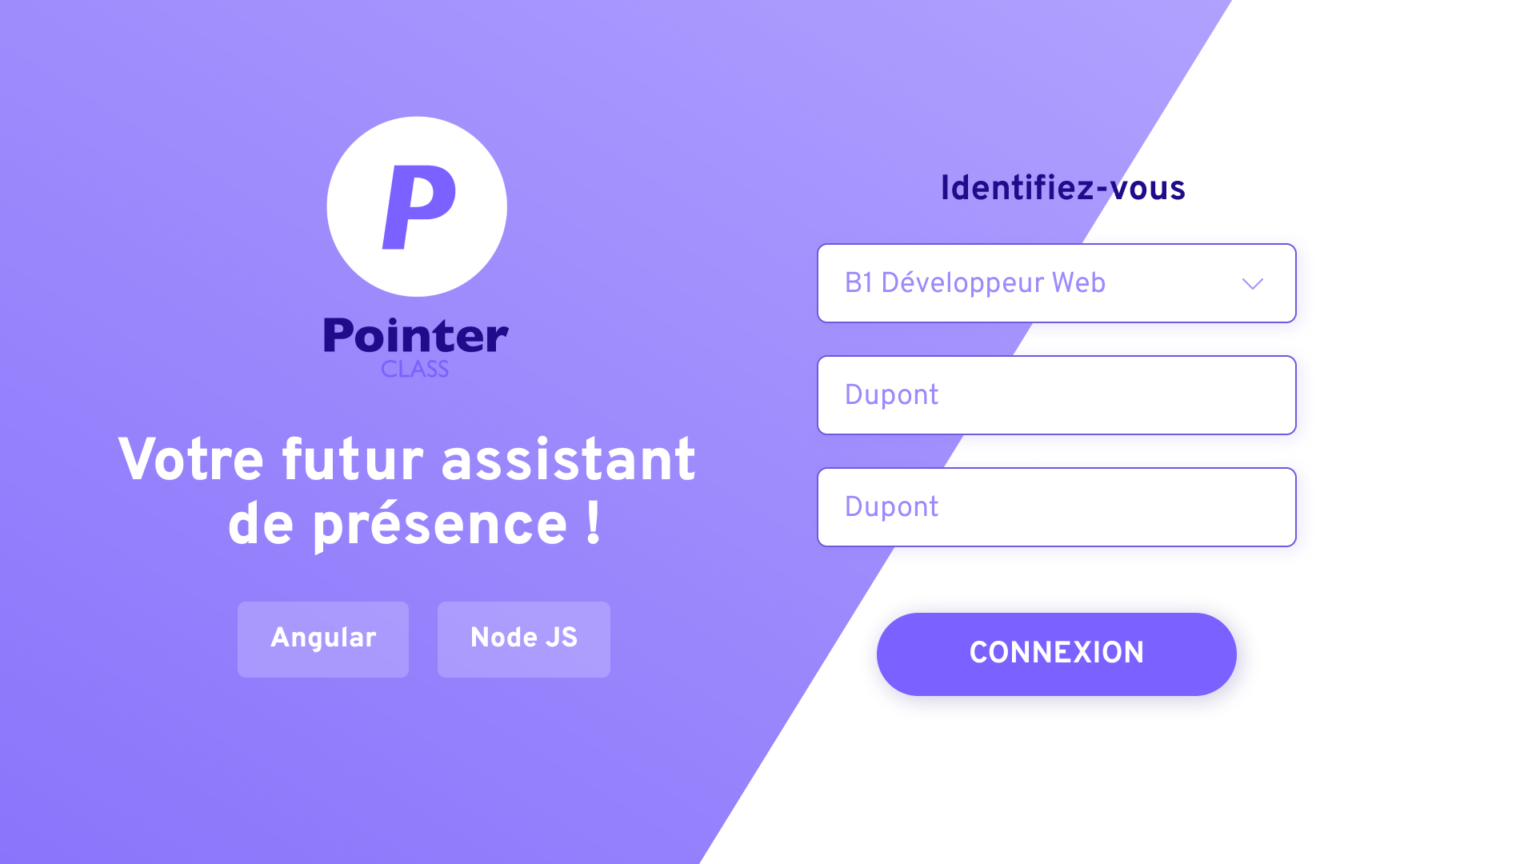 P
Pointer
CLASS
Votre futur assistant
de présence !
Angular
Node JS
Identifiez-vous
B1 Développeur Web
Dupont
Dupont
CONNEXION